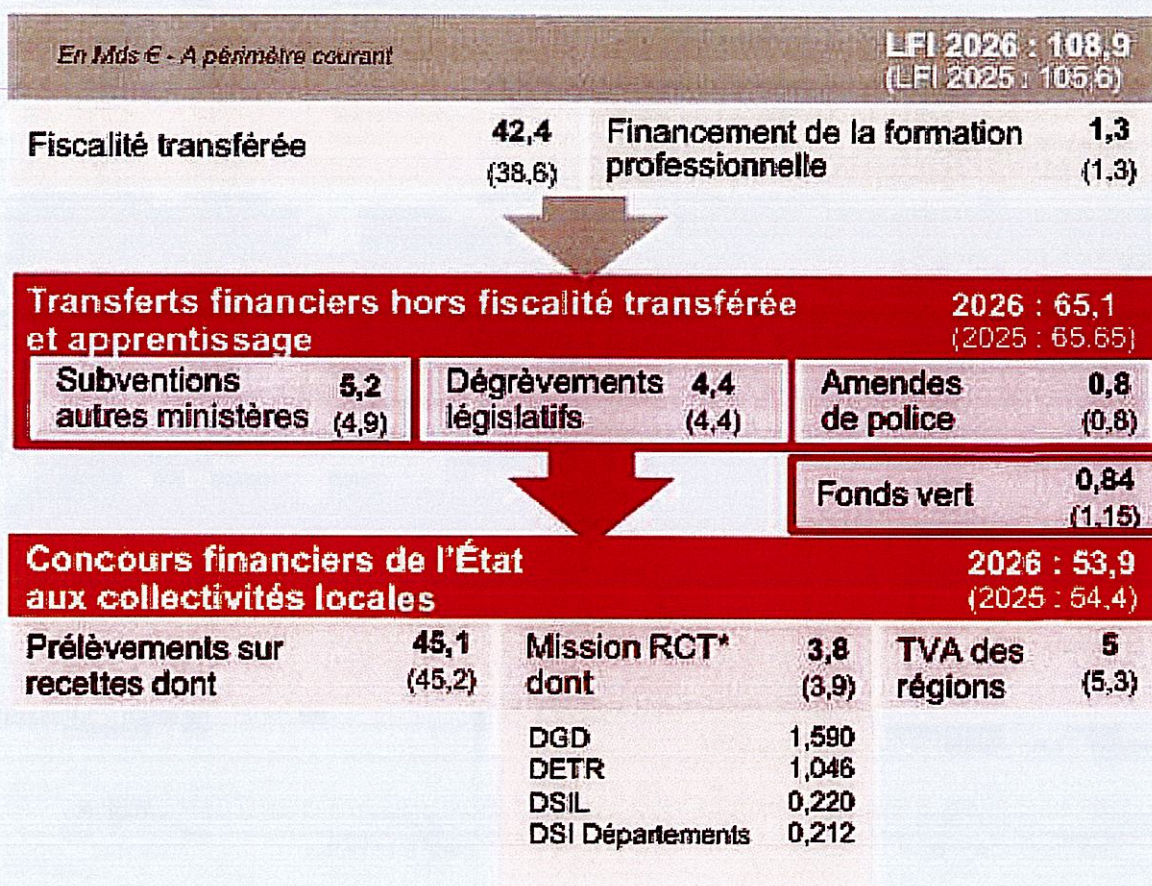 En Mds € - A périmètre courant
LFI 2026 : 108,9
(LFI 2025 : 105,6)
Fiscalité transférée
42,4
(38,6)
Financement de la formation
professionnelle
1,3
(1,3)
Transferts financiers hors fiscalité transférée
et apprentissage
2026 : 65,1
(2025 : 65.65)
Subventions
autres ministères
5,2
(4,9)
Dégrèvements
législatifs
4,4
(4,4)
Amendes
de police
0,8
(0,8)
Fonds vert
0,84
(1,15)
Concours financiers de l'État
aux collectivités locales
2026 : 53,9
(2025 : 54,4)
Prélèvements sur
recettes dont
45,1
(45,2)
Mission RCT*
dont
3,8
(3,9)
TVA des
régions
5
(5,3)
DGD 1,590
DETR 1,046
DSIL 0,220
DSI Départements 0,212